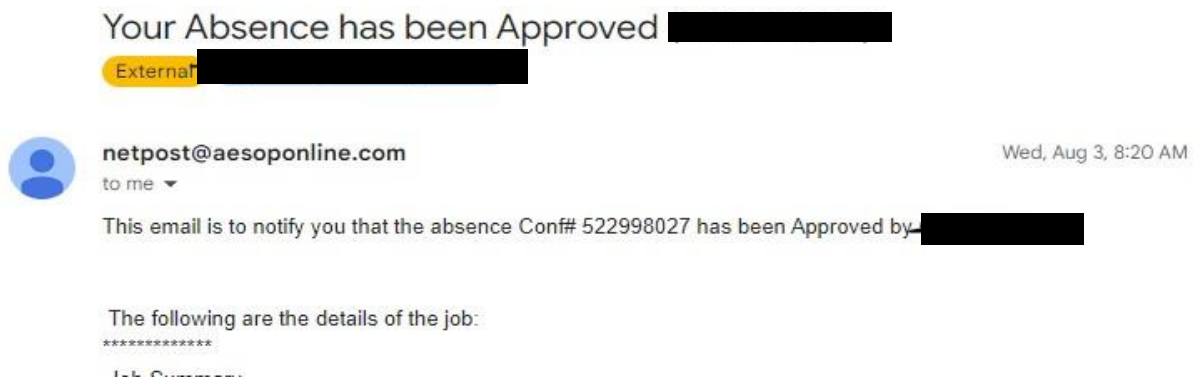 Your Absence has been Approved
External
netpost@aesoponline.com
Wed, Aug 3, 8:20 AM
to me
This email is to notify you that the absence Conf# 522998027 has been Approved by
The following are the details of the job:
*************
Job Summary